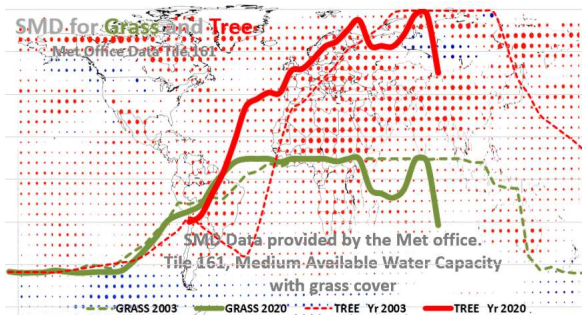 SMD for Grass and Tree
Met Office Data Tile 161
SMD Data provided by the Met office.
Tile 161, Medium Available Water Capacity
with grass cover
GRASS 2003 GRASS 2020 TREE Yr 2003 TREE Yr 2020